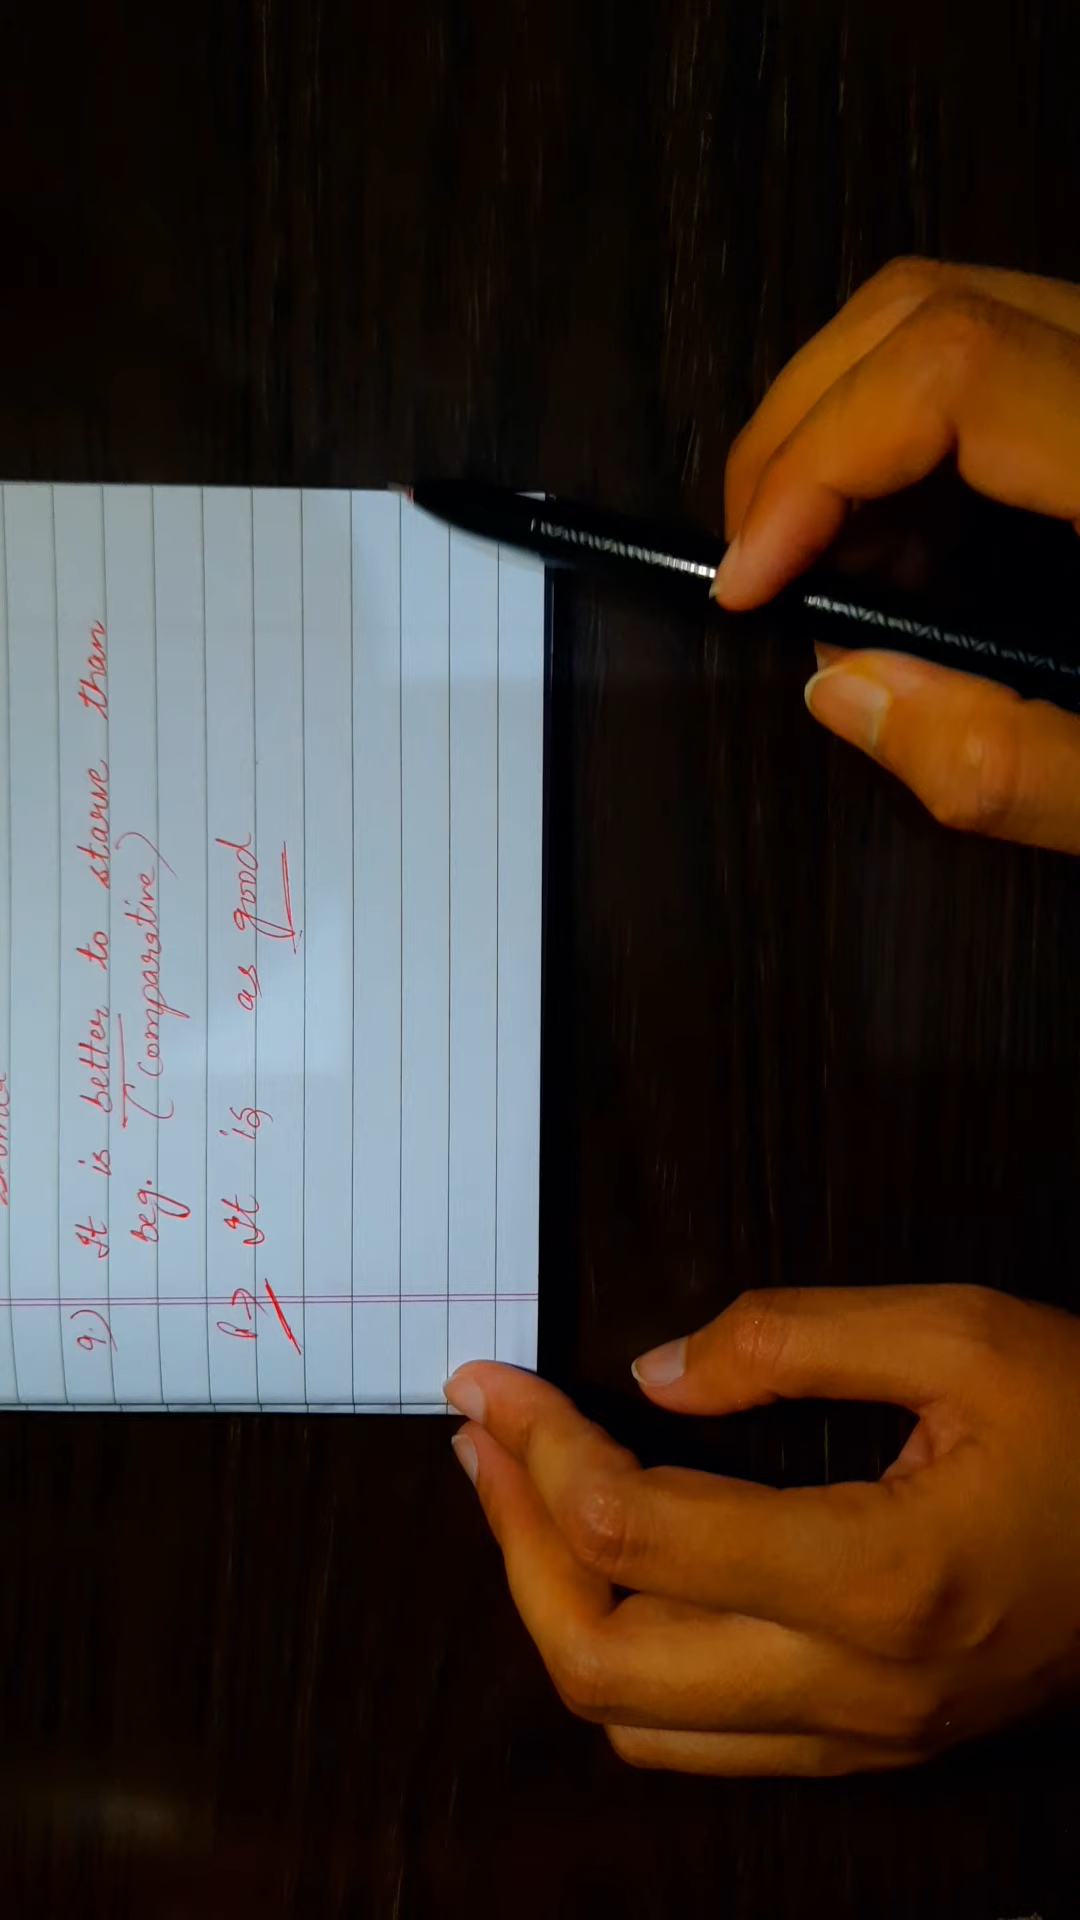 9.) It is better to starve than
beg. (Comparative)
P → It is as good